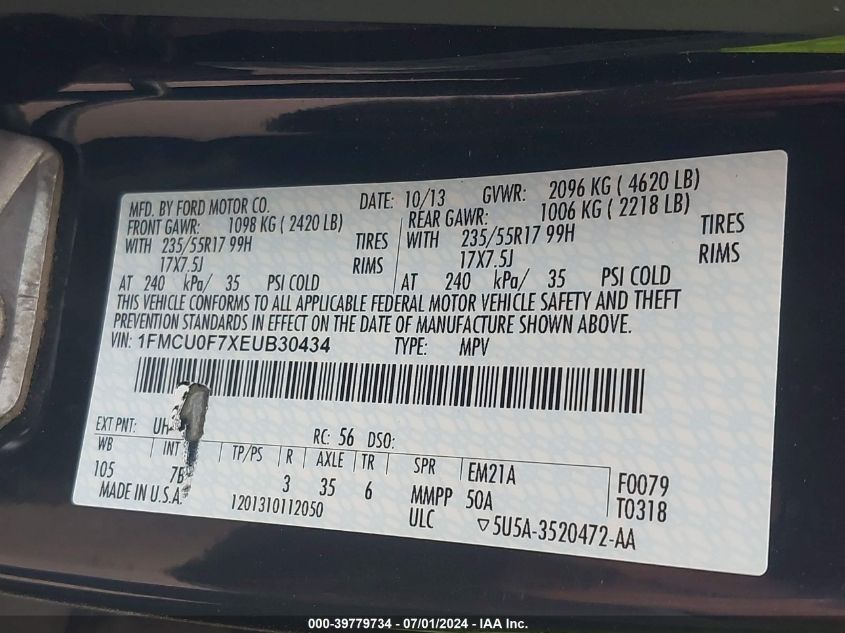 MFD. BY FORD MOTOR CO. DATE: 10/13 GVWR: 2096 KG ( 4620 LB)
FRONT GAWR: 1098 KG ( 2420 LB) REAR GAWR: 1006 KG ( 2218 LB)
WITH 235/55R17 99H TIRES WITH 235/55R17 99H TIRES
17X7.5J RIMS 17X7.5J RIMS
AT 240 kPa/ 35 PSI COLD AT 240 kPa/ 35 PSI COLD
THIS VEHICLE CONFORMS TO ALL APPLICABLE FEDERAL MOTOR VEHICLE SAFETY AND THEFT
PREVENTION STANDARDS IN EFFECT ON THE DATE OF MANUFACTURE SHOWN ABOVE.
VIN: 1FMCU0F7XEUB30434 TYPE: MPV
EXT PNT: UH RC: 56 DSO:
WB INT TP/PS R AXLE TR SPR EM21A F0079
105 7B 3 35 6 MMPP 50A T0318
MADE IN U.S.A. 1201310112050 ULC ▽5U5A-3520472-AA
000-39779734 - 07/01/2024 - IAA Inc.